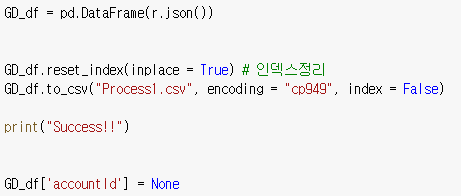 GD_df = pd.DataFrame(r.json())
GD_df.reset_index(inplace = True) # 인덱스정리
GD_df.to_csv("Process1.csv", encoding = "cp949", index = False)
print("Success!!")
GD_df['accountId'] = None